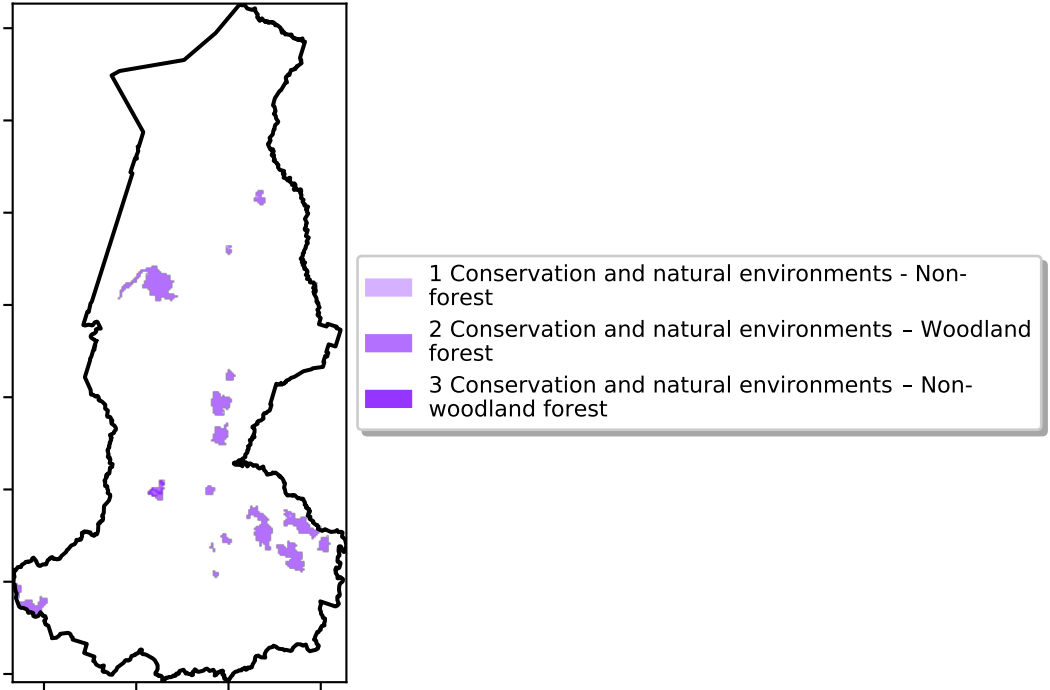 1 Conservation and natural environments - Non-
forest
2 Conservation and natural environments – Woodland
forest
3 Conservation and natural environments – Non-
woodland forest